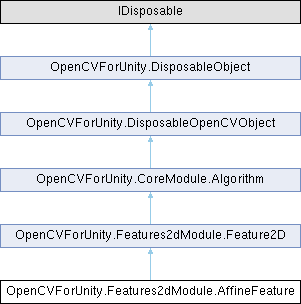 IDisposable
OpenCVForUnity.DisposableObject
OpenCVForUnity.DisposableOpenCVObject
OpenCVForUnity.CoreModule.Algorithm
OpenCVForUnity.Features2dModule.Feature2D
OpenCVForUnity.Features2dModule.AffineFeature